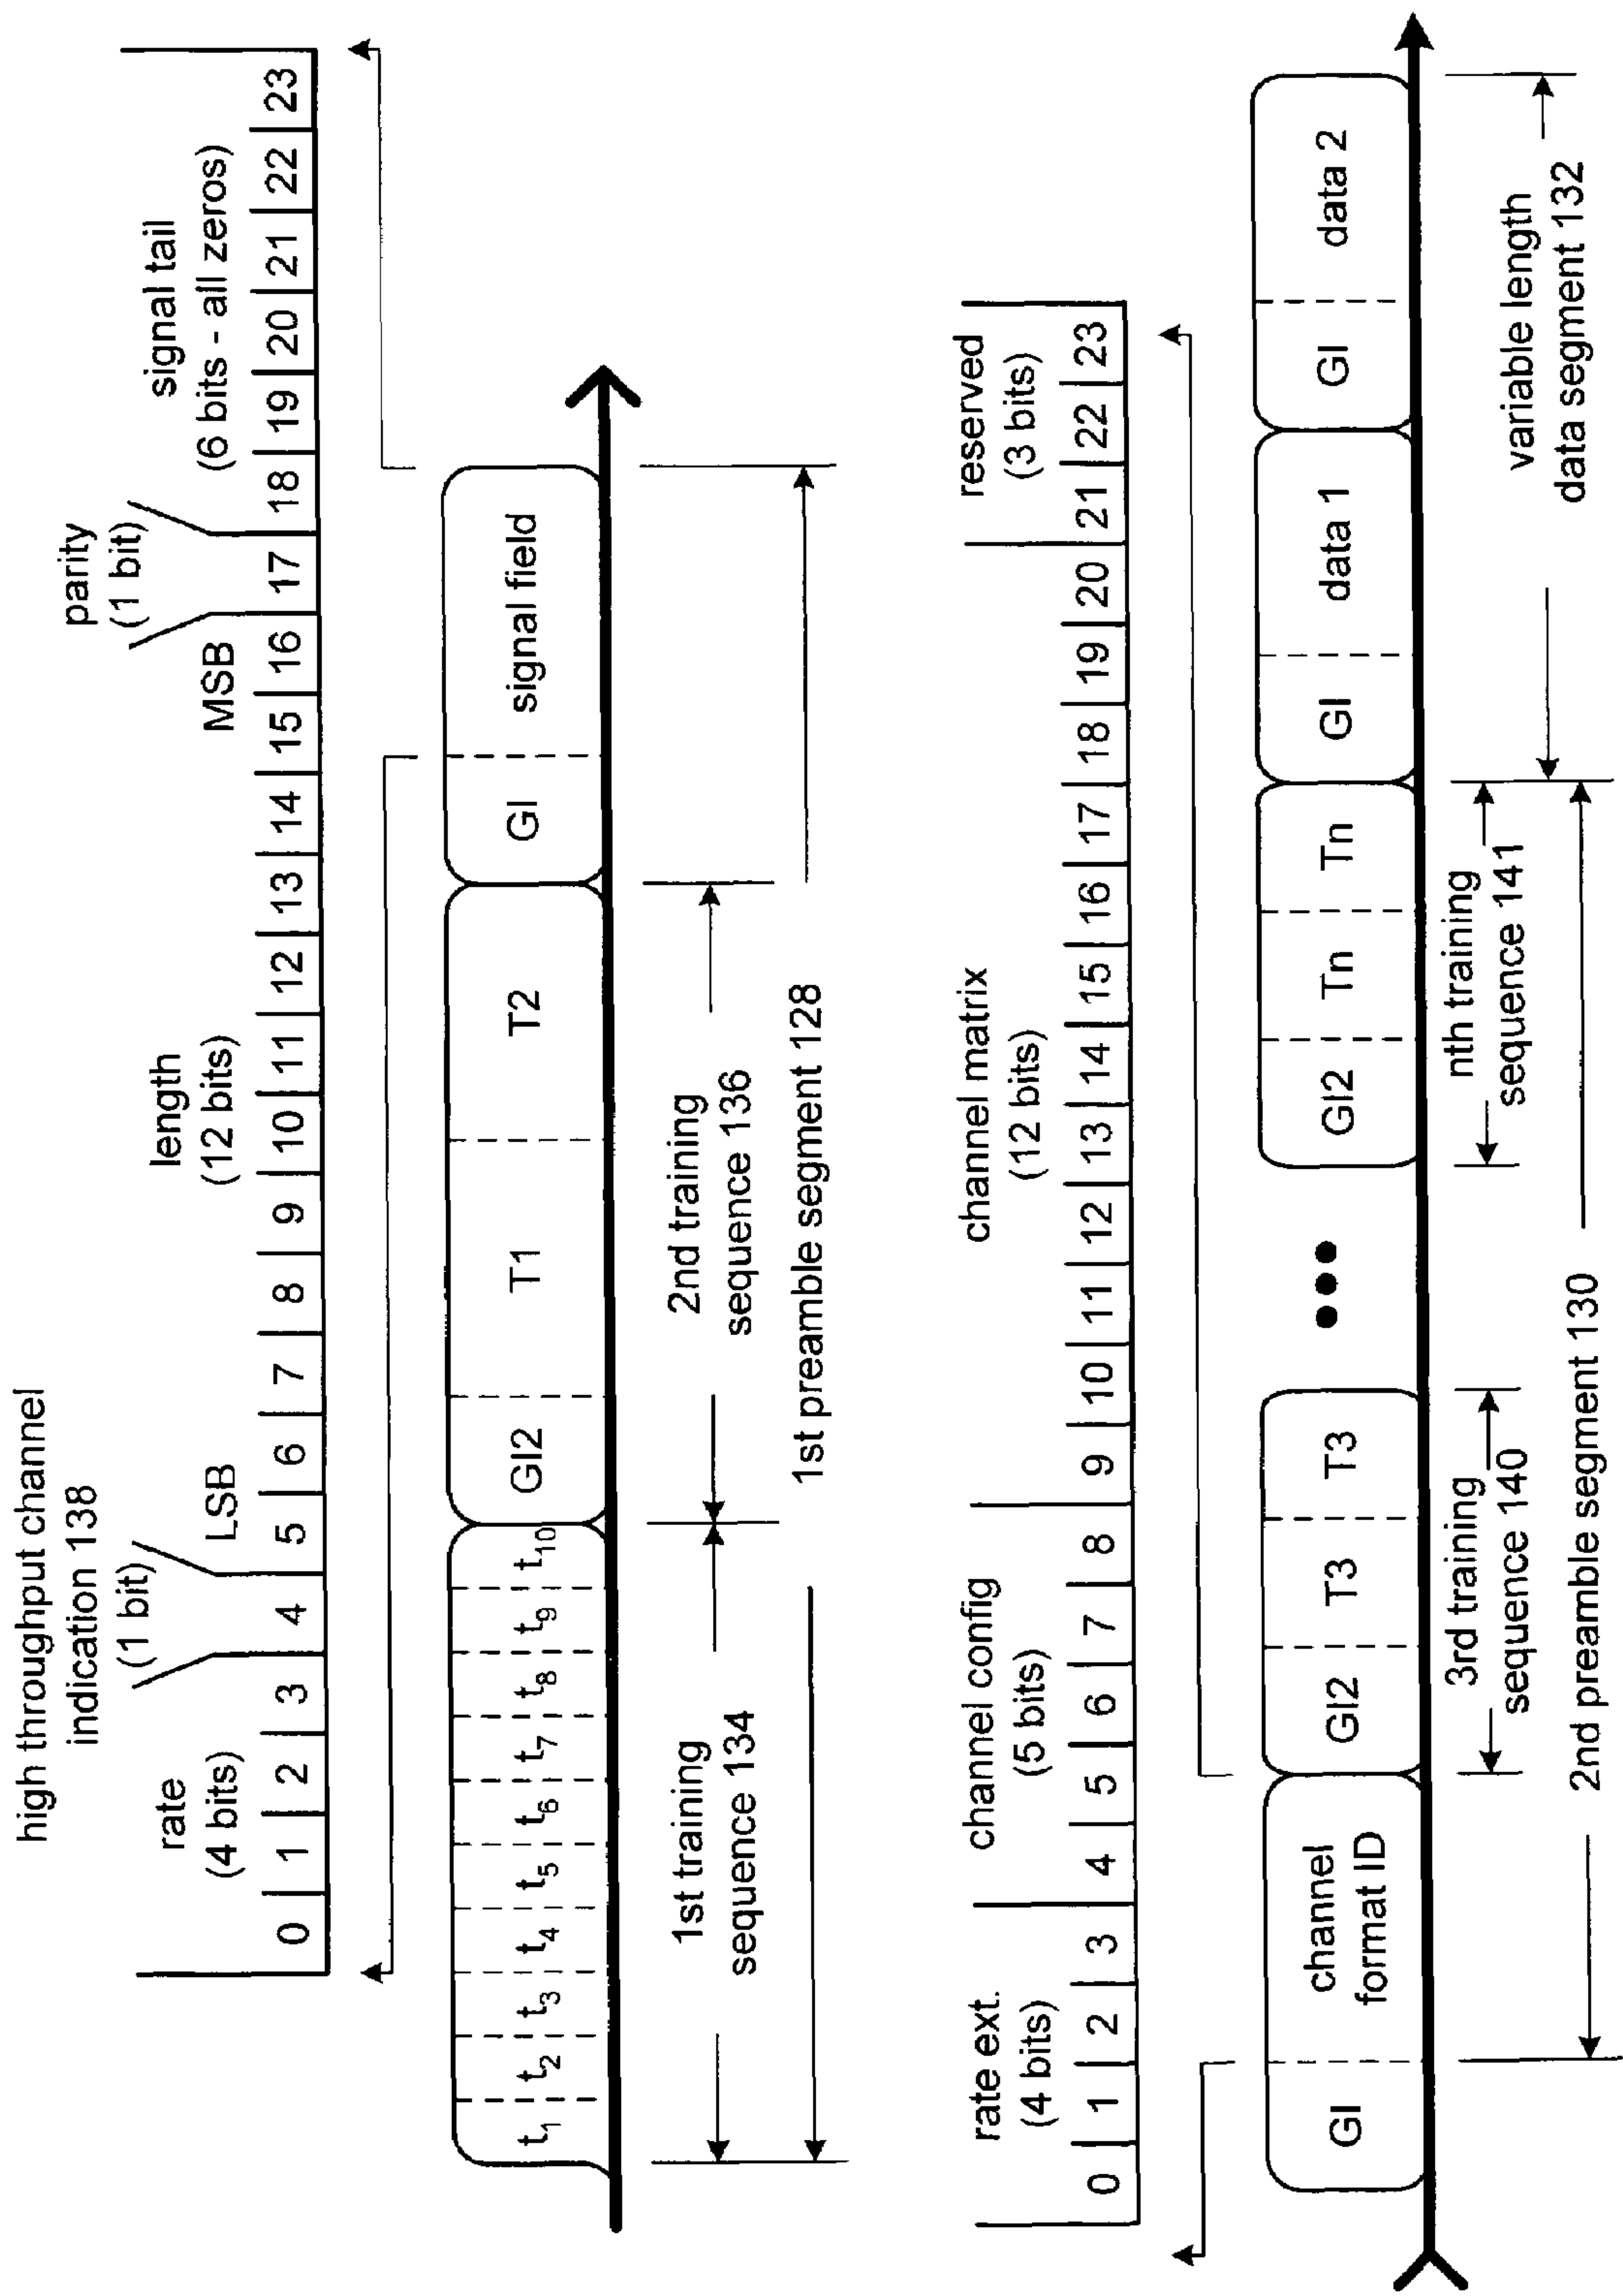 high throughput channel
indication 138
(1 bit)
rate
(4 bits)
length
(12 bits)
parity
(1 bit)
signal tail
(6 bits - all zeros)
LSB
MSB
0 1 2 3 4 5 6 7 8 9 10 11 12 13 14 15 16 17 18 19 20 21 22 23
t1 t2 t3 t4 t5 t6 t7 t8 t9 t10 GI2 T1 T2 GI signal field
1st training
sequence 134
2nd training
sequence 136
1st preamble segment 128
rate ext.
(4 bits)
channel config
(5 bits)
channel matrix
(12 bits)
reserved
(3 bits)
0 1 2 3 4 5 6 7 8 9 10 11 12 13 14 15 16 17 18 19 20 21 22 23
GI
channel
format ID
GI2 T3 T3 ●●● GI2 Tn Tn GI data 1 GI data 2
3rd training
sequence 140
nth training
sequence 141
2nd preamble segment 130
variable length
data segment 132